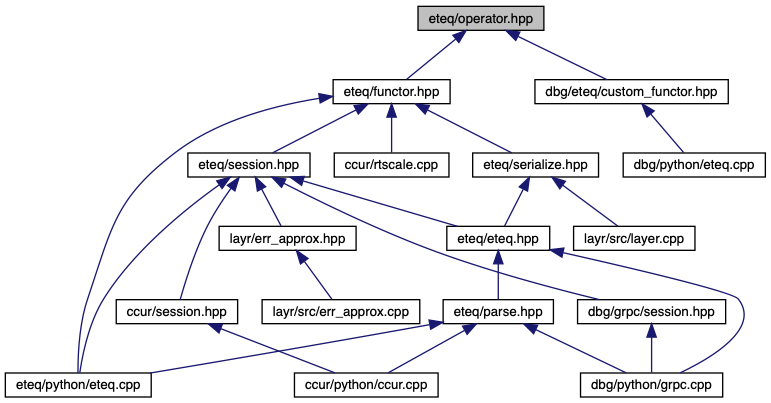 eteq/operator.hpp
eteq/functor.hpp
dbg/eteq/custom_functor.hpp
eteq/session.hpp
ccur/rtscale.cpp
eteq/serialize.hpp
dbg/python/eteq.cpp
layr/err_approx.hpp
eteq/eteq.hpp
layr/src/layer.cpp
ccur/session.hpp
layr/src/err_approx.cpp
eteq/parse.hpp
dbg/grpc/session.hpp
eteq/python/eteq.cpp
ccur/python/ccur.cpp
dbg/python/grpc.cpp